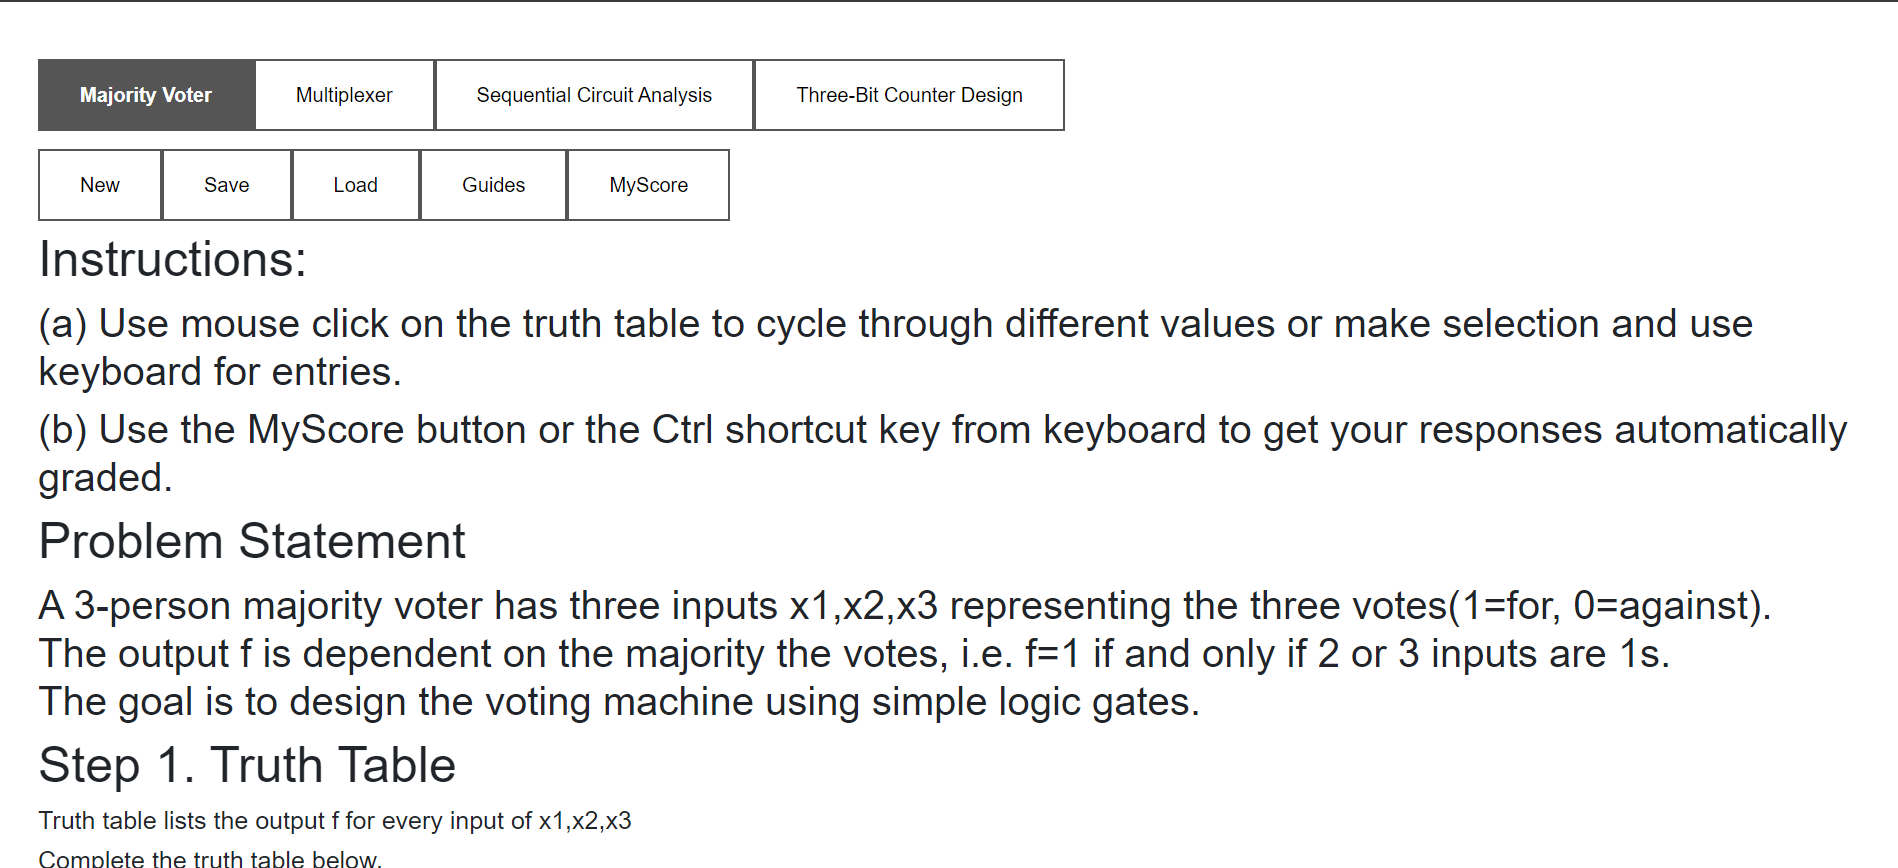 Majority Voter Multiplexer Sequential Circuit Analysis Three-Bit Counter Design
New Save Load Guides MyScore
Instructions:
(a) Use mouse click on the truth table to cycle through different values or make selection and use
keyboard for entries.
(b) Use the MyScore button or the Ctrl shortcut key from keyboard to get your responses automatically
graded.
Problem Statement
A 3-person majority voter has three inputs x1,x2,x3 representing the three votes(1=for, 0=against).
The output f is dependent on the majority the votes, i.e. f=1 if and only if 2 or 3 inputs are 1s.
The goal is to design the voting machine using simple logic gates.
Step 1. Truth Table
Truth table lists the output f for every input of x1,x2,x3
Complete the truth table below.